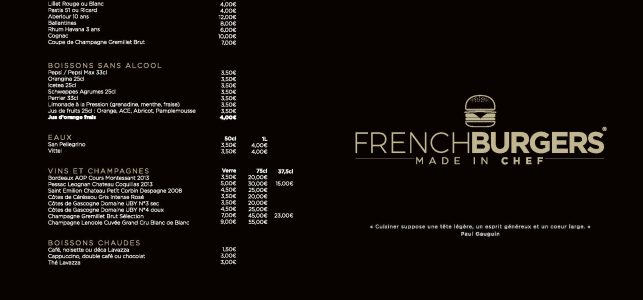 Lillet Rouge ou Blanc 4,00€
Pastis 51 ou Ricard 4,00€
Aberlour 10 ans 12,00€
Ballantines 8,00€
Rhum Havana 3 ans 6,00€
Cognac 10,00€
Coupe de Champagne Gremillet Brut 7,00€
BOISSONS SANS ALCOOL
Pepsi / Pepsi Max 33cl 3,50€
Orangina 25cl 3,50€
Icetea 25cl 3,50€
Schweppes Agrumes 25cl 3,50€
Perrier 33cl 3,50€
Limonade à la Pression (grenadine, menthe, fraise) 3,50€
Jus de fruits 25cl : Orange, ACE, Abricot, Pamplemousse 3,50€
Jus d'orange frais 4,00€
EAUX 50cl 1L
San Pellegrino 3,50€ 4,00€
Vittel 3,50€ 4,00€
VINS ET CHAMPAGNES Verre 75cl 37,5cl
Bordeaux AOP Cours Montessant 2013 3,50€ 20,00€
Pessac Leognan Chateau Coquillas 2013 5,00€ 30,00€ 15,00€
Saint Emilion Chateau Petit Corbin Despagne 2008 4,50€ 25,00€
Côtes de Céréssou Gris Intense Rosé 3,50€ 20,00€
Côtes de Gascogne Domaine UBY N°3 sec 3,50€ 20,00€
Côtes de Gascogne Domaine UBY N°4 doux 4,50€ 25,00€
Champagne Gremillet Brut Sélection 7,00€ 45,00€ 23,00€
Champagne Lenoble Cuvée Grand Cru Blanc de Blanc 9,00€ 55,00€
BOISSONS CHAUDES
Café, noisette ou déca Lavazza 1,50€
Cappuccino, double café ou chocolat 3,00€
Thé Lavazza 3,00€
FRENCHBURGERS®
MADE IN CHEF
« Cuisiner suppose une tête légère, un esprit généreux et un coeur large. »
Paul Gauguin